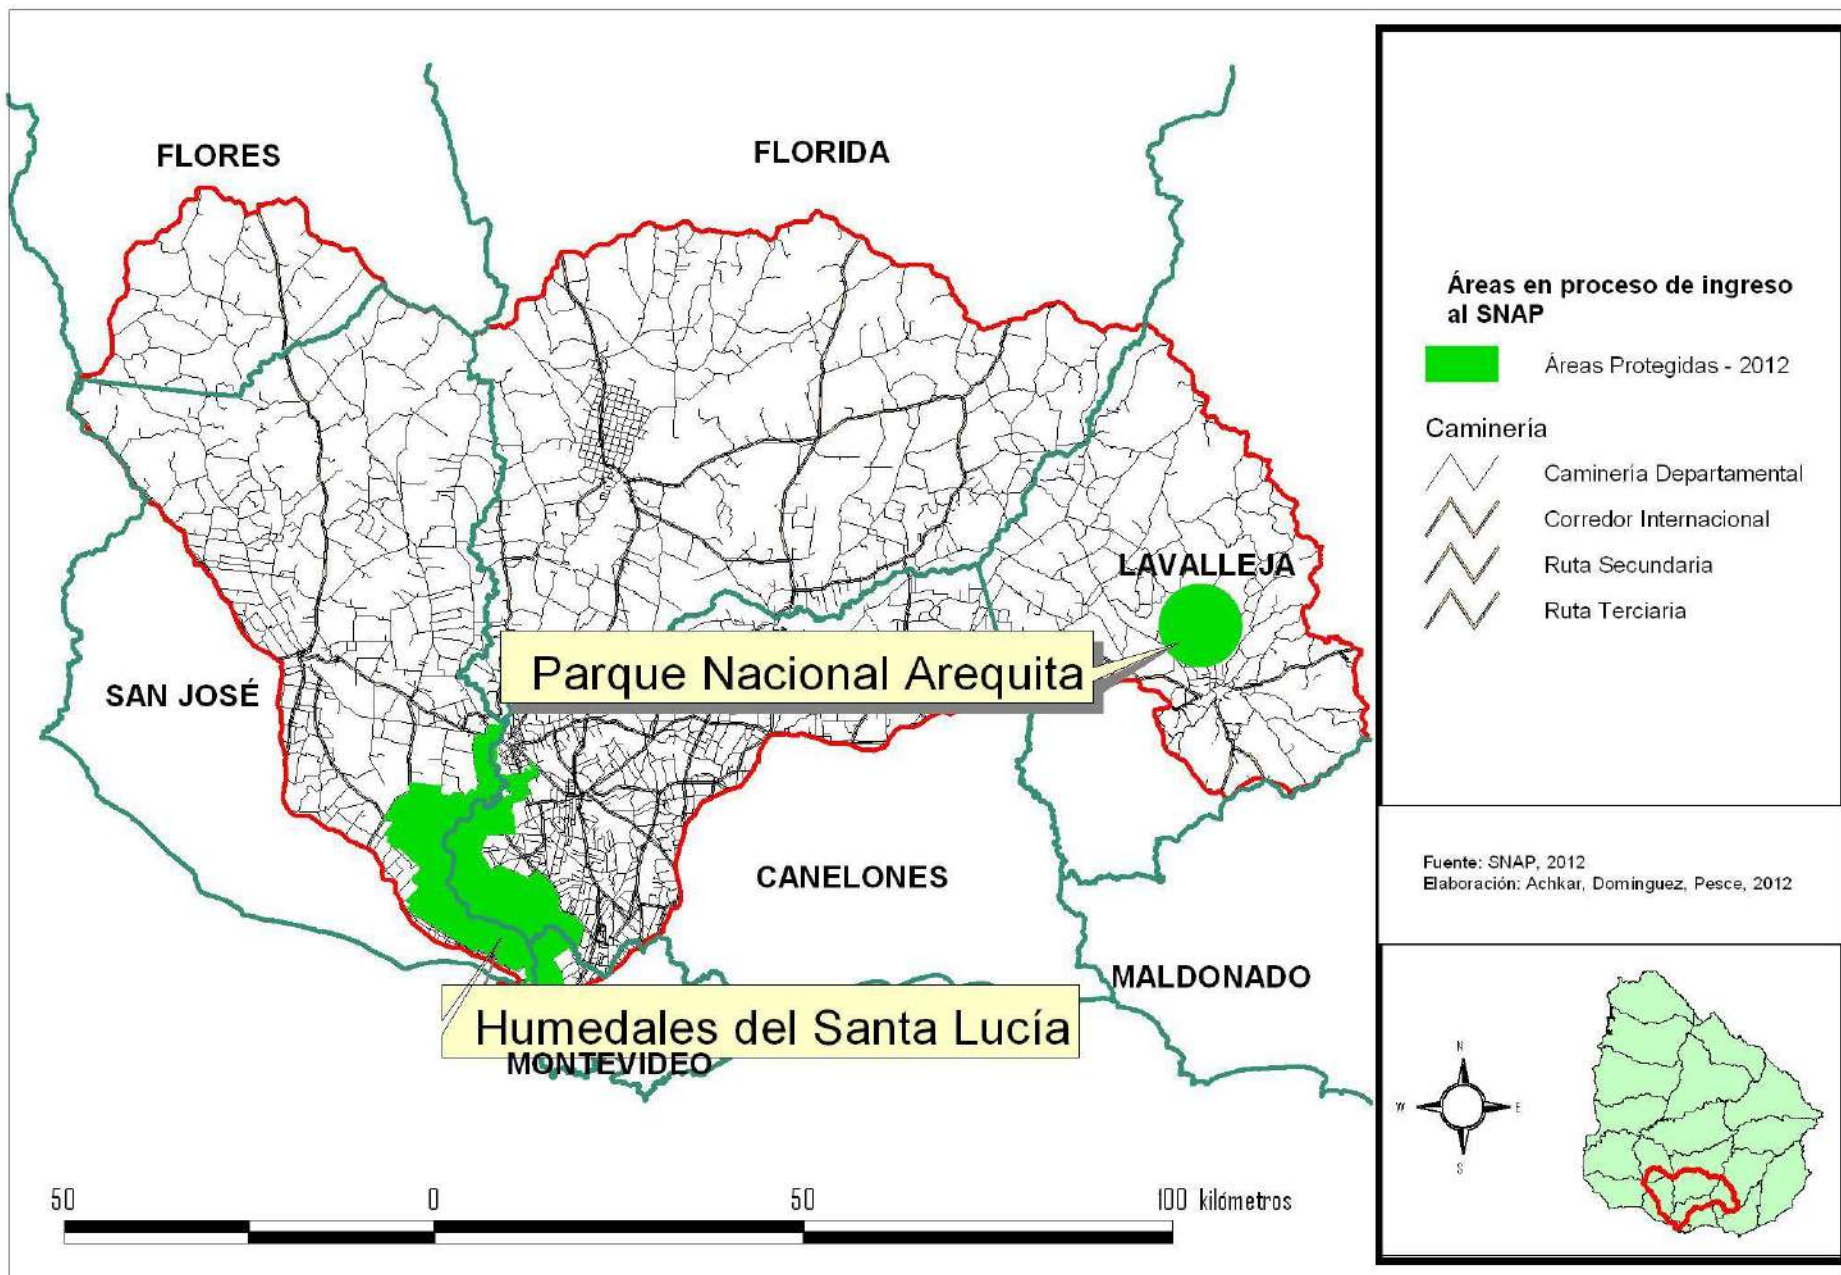 FLORES
FLORIDA
LAVALLEJA
Parque Nacional Arequita
SAN JOSÉ
CANELONES
MALDONADO
Humedales del Santa Lucía
MONTEVIDEO
50 0 50 100 kilómetros
Áreas en proceso de ingreso
al SNAP
Áreas Protegidas - 2012
Caminería
Caminería Departamental
Corredor Internacional
Ruta Secundaria
Ruta Terciaria
Fuente: SNAP, 2012
Elaboración: Achkar, Dominguez, Pesce, 2012
N
W E
S